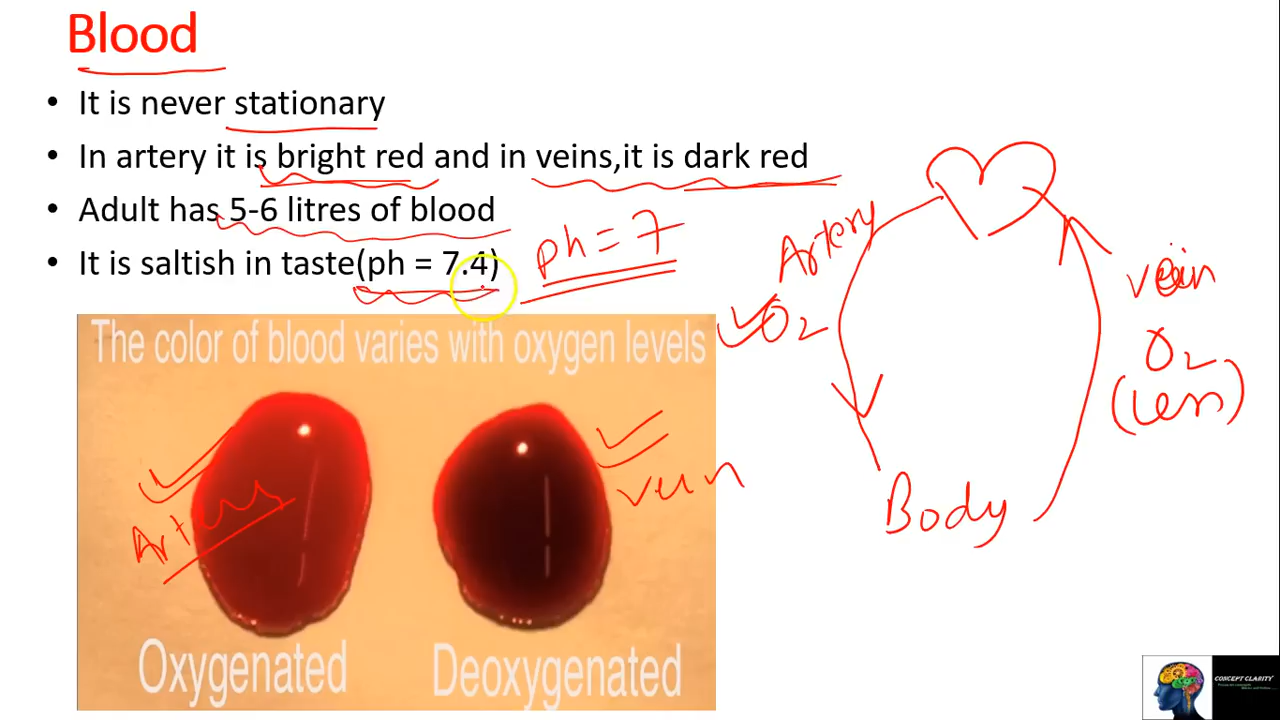 Blood
• It is never stationary
• In artery it is bright red and in veins,it is dark red
• Adult has 5-6 litres of blood
• It is saltish in taste(ph = 7.4)
ph = 7
Artery
O2
vein
O2
(Less)
Body
The color of blood varies with oxygen levels
Artery
vein
Oxygenated
Deoxygenated
CONCEPT CLARITY